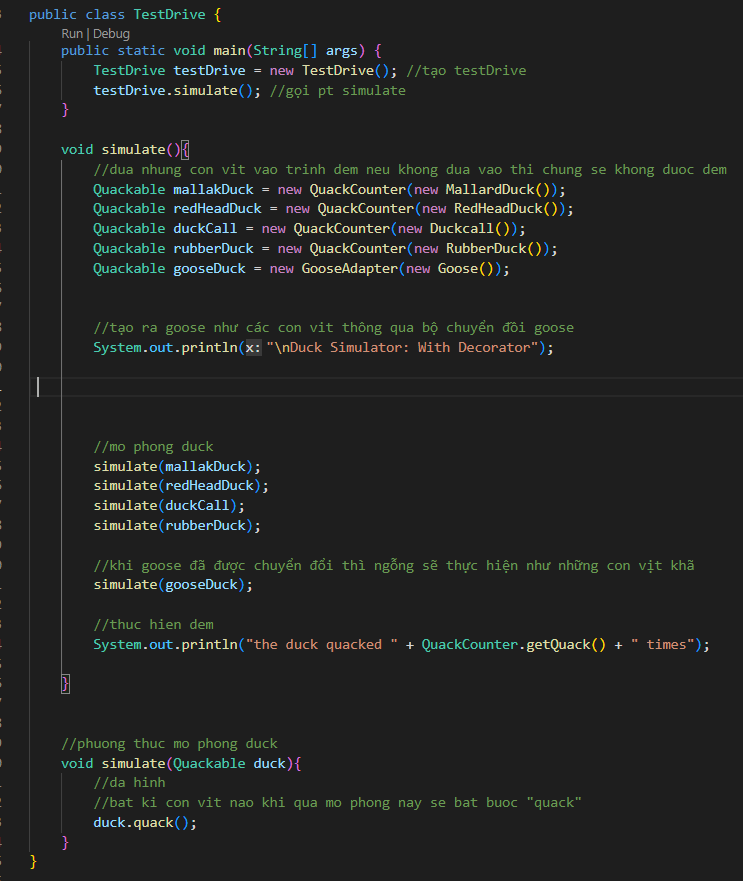 public class TestDrive {
Run | Debug
public static void main(String[] args) {
TestDrive testDrive = new TestDrive(); //tạo testDrive
testDrive.simulate(); //gọi pt simulate
}
void simulate(){
//dua nhung con vit vao trinh dem neu khong dua vao thi chung se khong duoc dem
Quackable mallakDuck = new QuackCounter(new MallardDuck());
Quackable redHeadDuck = new QuackCounter(new RedHeadDuck());
Quackable duckCall = new QuackCounter(new Duckcall());
Quackable rubberDuck = new QuackCounter(new RubberDuck());
Quackable gooseDuck = new GooseAdapter(new Goose());
//tạo ra goose như các con vit thông qua bộ chuyển đồi goose
System.out.println(x: "\nDuck Simulator: With Decorator");
//mo phong duck
simulate(mallakDuck);
simulate(redHeadDuck);
simulate(duckCall);
simulate(rubberDuck);
//khi goose đã được chuyển đổi thì ngỗng sẽ thực hiện như những con vịt khã
simulate(gooseDuck);
//thuc hien dem
System.out.println("the duck quacked " + QuackCounter.getQuack() + " times");
}
//phuong thuc mo phong duck
void simulate(Quackable duck){
//da hinh
//bat ki con vit nao khi qua mo phong nay se bat buoc "quack"
duck.quack();
}
}